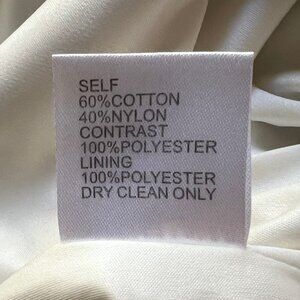 SELF
60%COTTON
40%NYLON
CONTRAST
100%POLYESTER
LINING
100%POLYESTER
DRY CLEAN ONLY